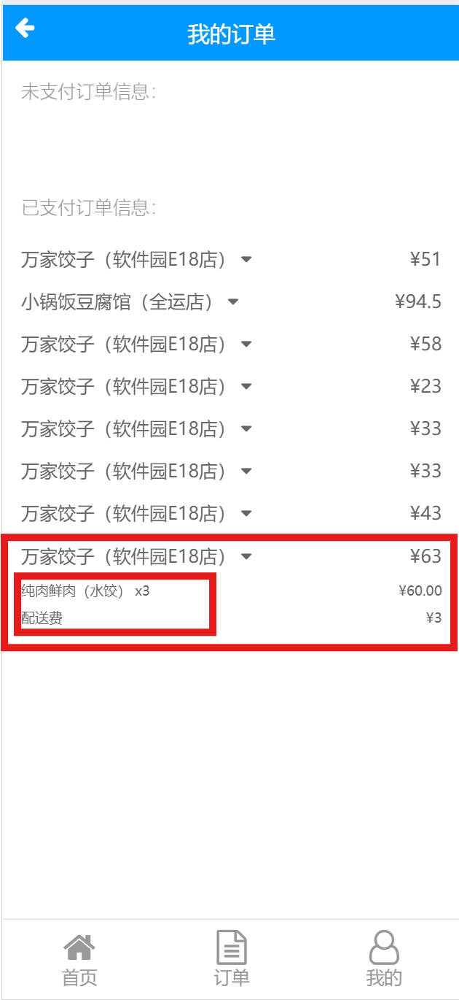 我的订单
未支付订单信息：
已支付订单信息：
万家饺子（软件园E18店） ¥51
小锅饭豆腐馆（全运店） ¥94.5
万家饺子（软件园E18店） ¥58
万家饺子（软件园E18店） ¥23
万家饺子（软件园E18店） ¥33
万家饺子（软件园E18店） ¥33
万家饺子（软件园E18店） ¥43
万家饺子（软件园E18店） ¥63
纯肉鲜肉（水饺） x3 ¥60.00
配送费 ¥3
首页 订单 我的